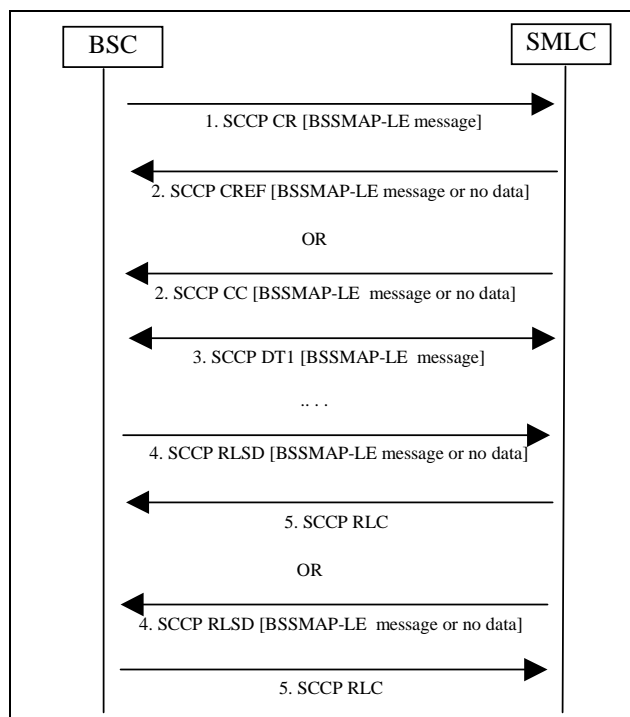 BSC
SMLC
1. SCCP CR [BSSMAP-LE message]
2. SCCP CREF [BSSMAP-LE message or no data]
OR
2. SCCP CC [BSSMAP-LE message or no data]
3. SCCP DT1 [BSSMAP-LE message]
.. . .
4. SCCP RLSD [BSSMAP-LE message or no data]
5. SCCP RLC
OR
4. SCCP RLSD [BSSMAP-LE message or no data]
5. SCCP RLC